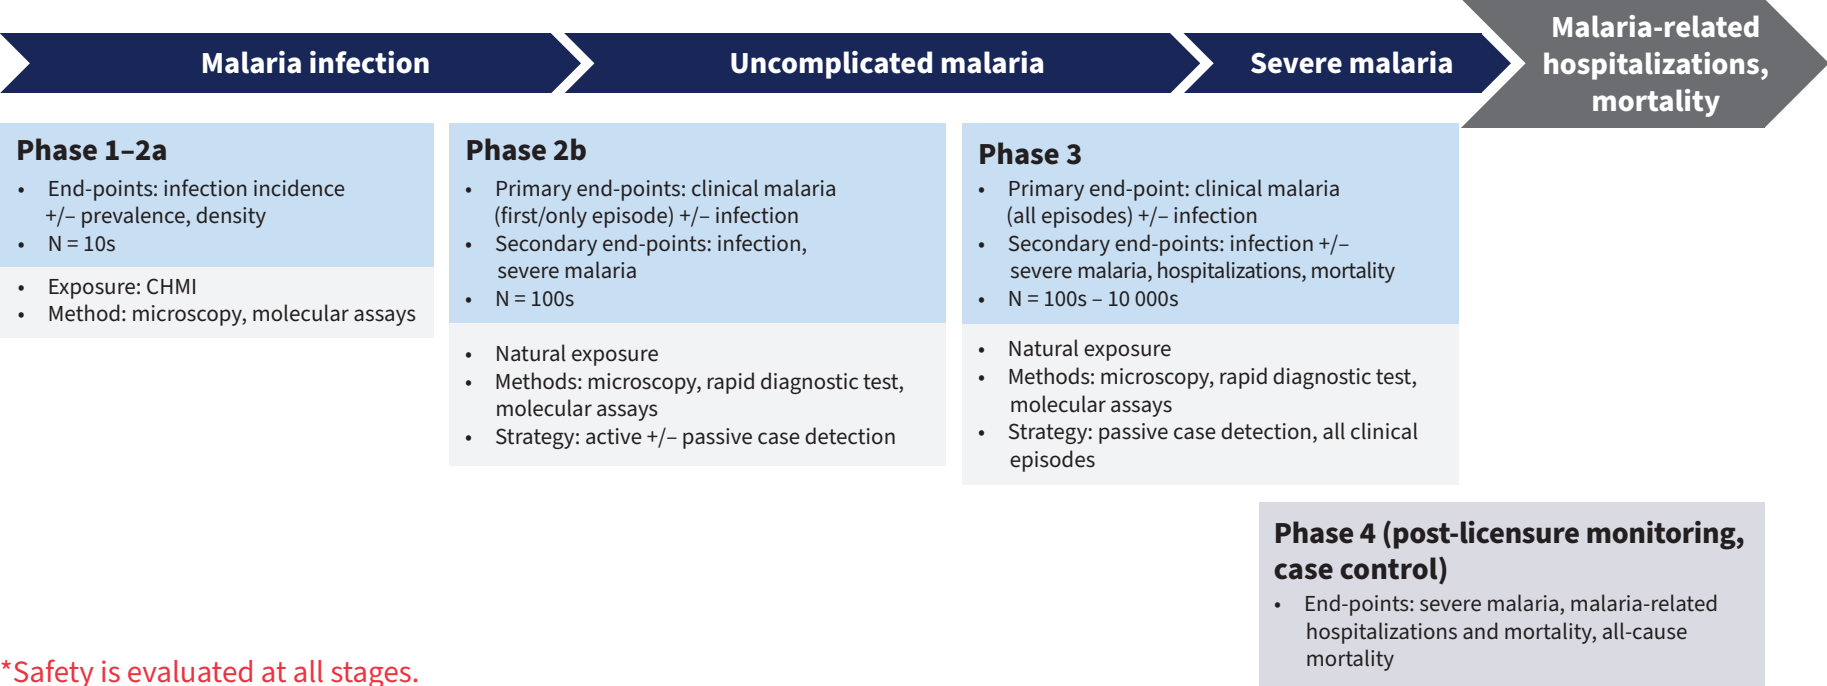 Malaria infection
Uncomplicated malaria
Severe malaria
Malaria-related
hospitalizations,
mortality
Phase 1–2a
• End-points: infection incidence
+/– prevalence, density
• N = 10s
• Exposure: CHMI
• Method: microscopy, molecular assays
Phase 2b
• Primary end-points: clinical malaria
(first/only episode) +/– infection
• Secondary end-points: infection,
severe malaria
• N = 100s
• Natural exposure
• Methods: microscopy, rapid diagnostic test,
molecular assays
• Strategy: active +/– passive case detection
Phase 3
• Primary end-point: clinical malaria
(all episodes) +/– infection
• Secondary end-points: infection +/–
severe malaria, hospitalizations, mortality
• N = 100s – 10 000s
• Natural exposure
• Methods: microscopy, rapid diagnostic test,
molecular assays
• Strategy: passive case detection, all clinical
episodes
Phase 4 (post-licensure monitoring,
case control)
• End-points: severe malaria, malaria-related
hospitalizations and mortality, all-cause
mortality
*Safety is evaluated at all stages.